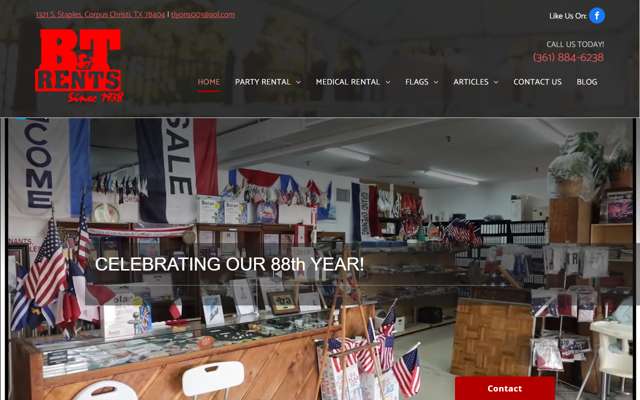 1321 S. Staples, Corpus Christi, TX 78404 | tlyons001@aol.com
Like Us On:
B&T
RENTS
Since 1938
CALL US TODAY!
(361) 884-6238
HOME PARTY RENTAL MEDICAL RENTAL FLAGS ARTICLES CONTACT US BLOG
COME
SALE
CELEBRATING OUR 88th YEAR!
Contact